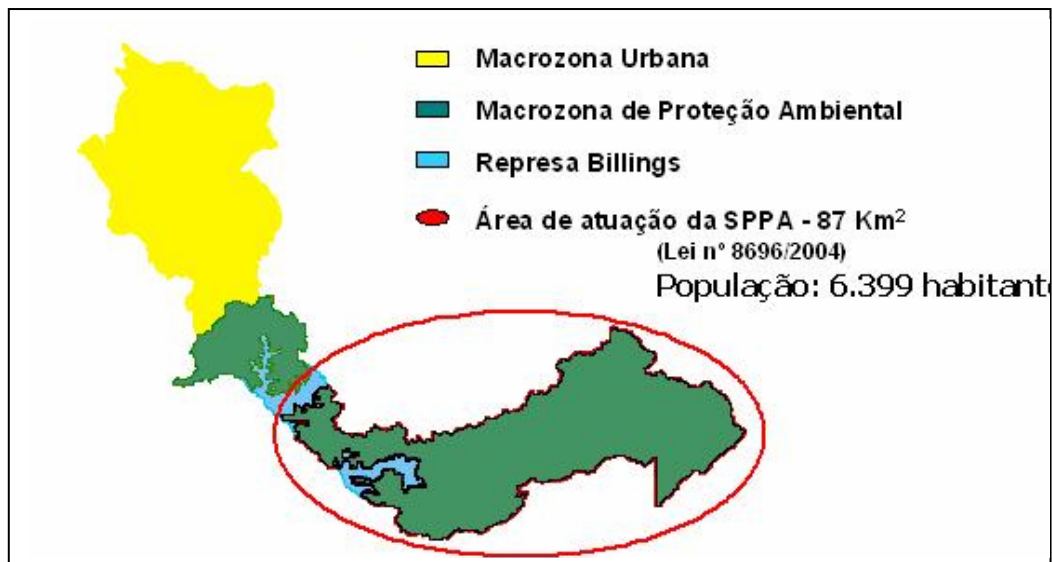 Macrozona Urbana
Macrozona de Proteção Ambiental
Represa Billings
Área de atuação da SPPA - 87 Km²
(Lei nº 8696/2004)
População: 6.399 habitant